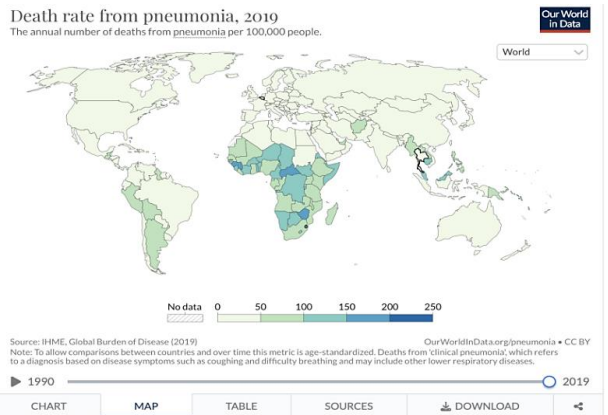 Death rate from pneumonia, 2019
The annual number of deaths from pneumonia per 100,000 people.
Our World
in Data
World
No data 0 50 100 150 200 250
Source: IHME, Global Burden of Disease (2019) OurWorldInData.org/pneumonia • CC BY
Note: To allow comparisons between countries and over time this metric is age-standardized. Deaths from 'clinical pneumonia', which refers
to a diagnosis based on disease symptoms such as coughing and difficulty breathing and may include other lower respiratory diseases.
1990 2019
CHART MAP TABLE SOURCES DOWNLOAD